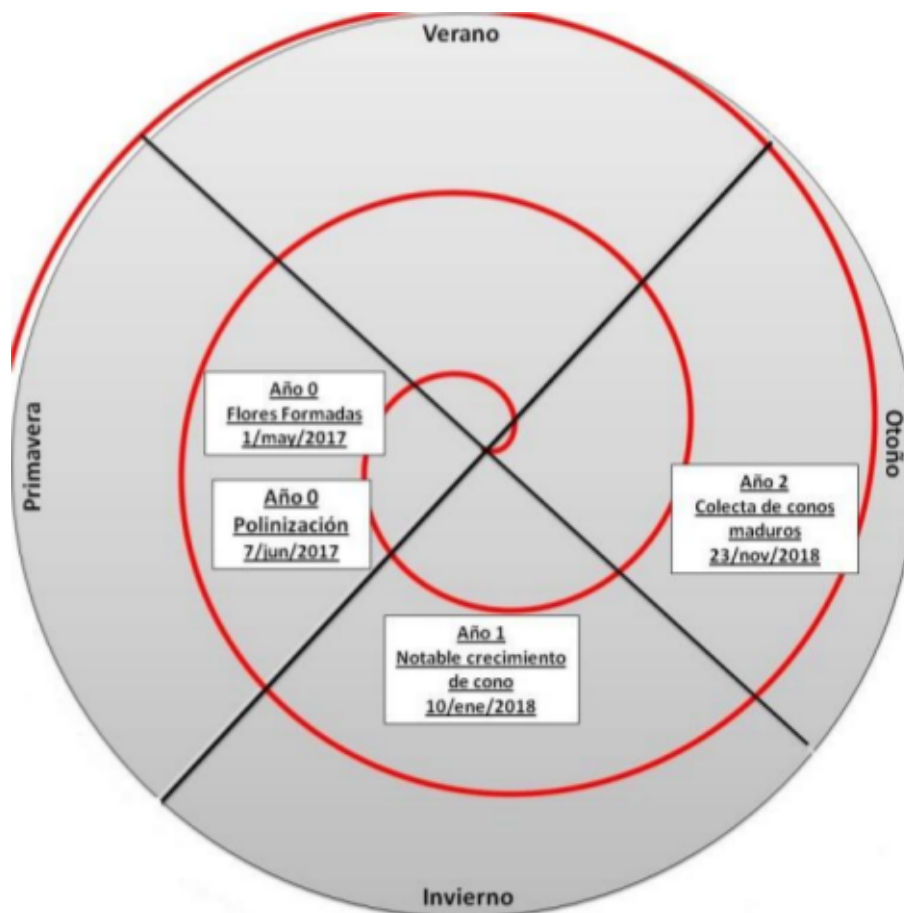 Verano
Primavera
Otoño
Año 0
Flores Formadas
1/may/2017
Año 0
Polinización
7/jun/2017
Año 2
Colecta de conos
maduros
23/nov/2018
Año 1
Notable crecimiento
de cono
10/ene/2018
Invierno